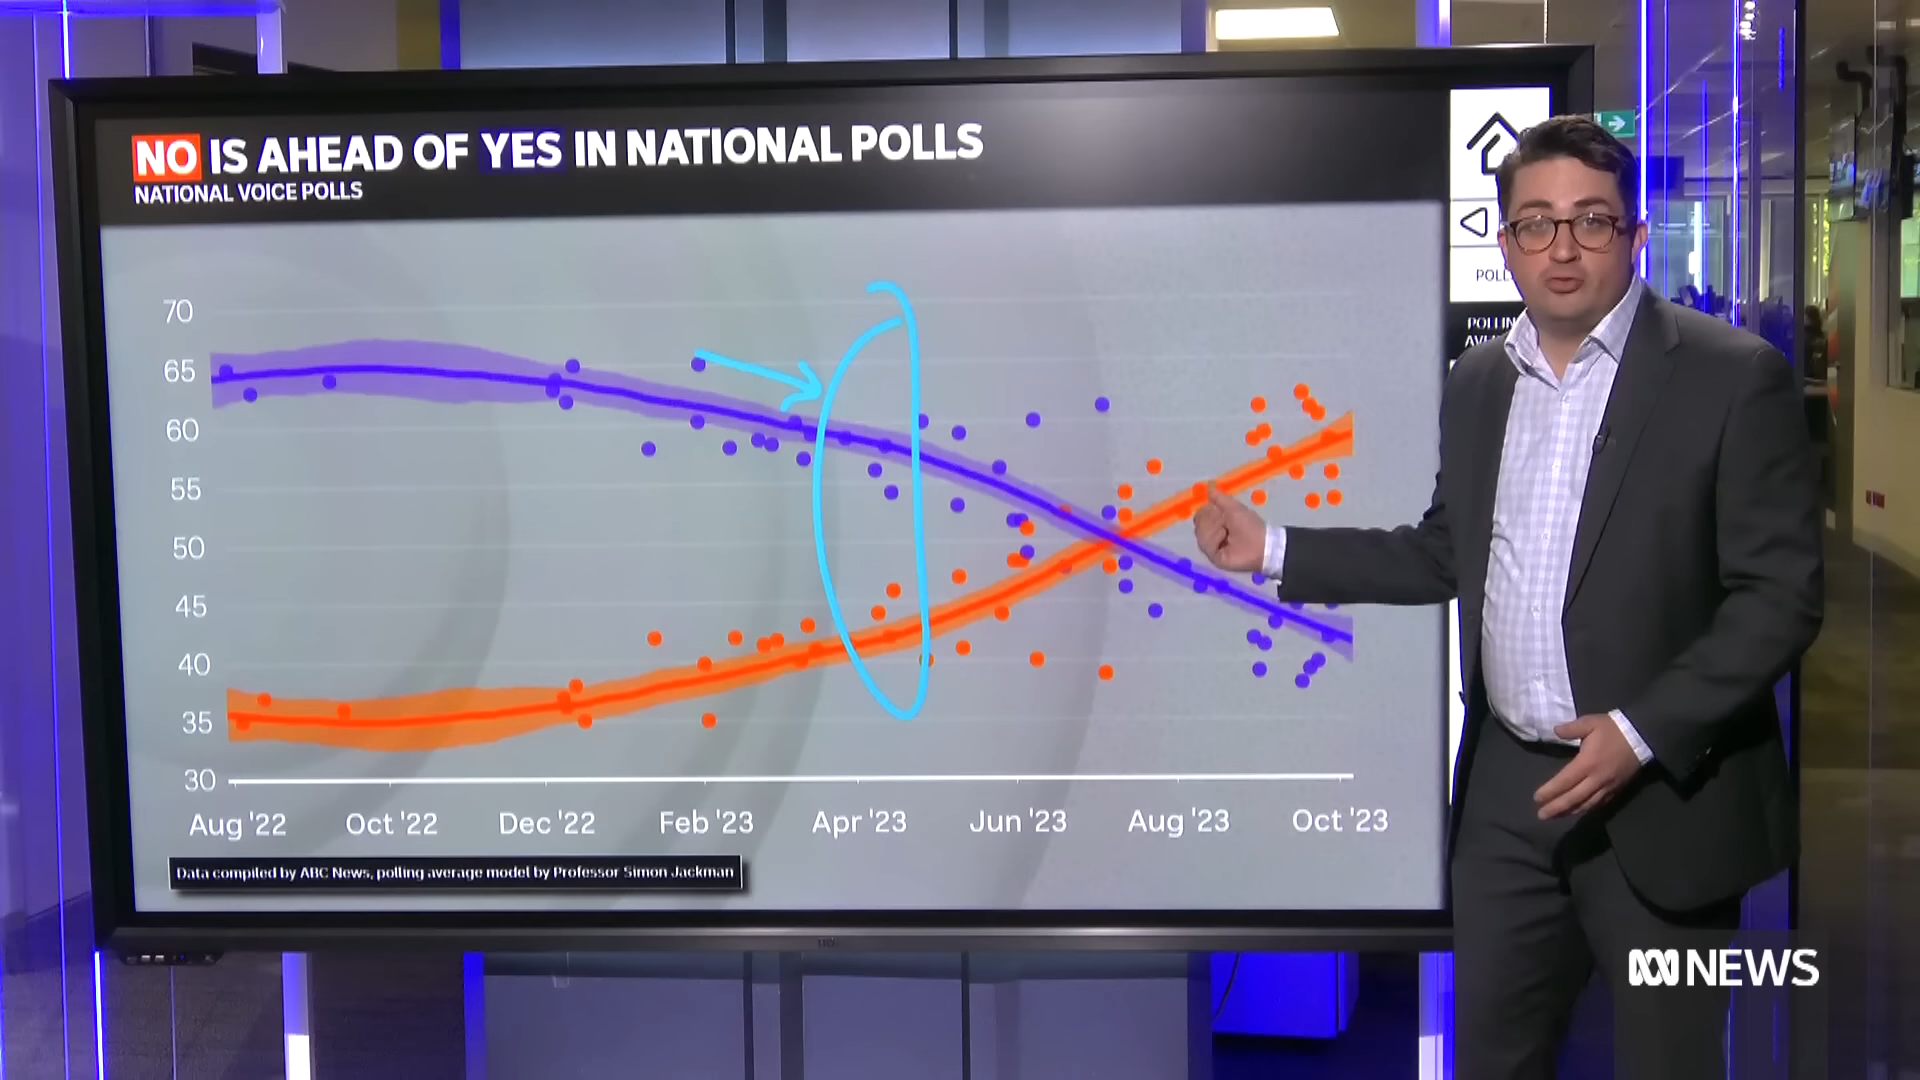 NO IS AHEAD OF YES IN NATIONAL POLLS
NATIONAL VOICE POLLS
70
65
60
55
50
45
40
35
30
Aug '22 Oct '22 Dec '22 Feb '23 Apr '23 Jun '23 Aug '23 Oct '23
Data compiled by ABC News, polling average model by Professor Simon Jackman
NEWS